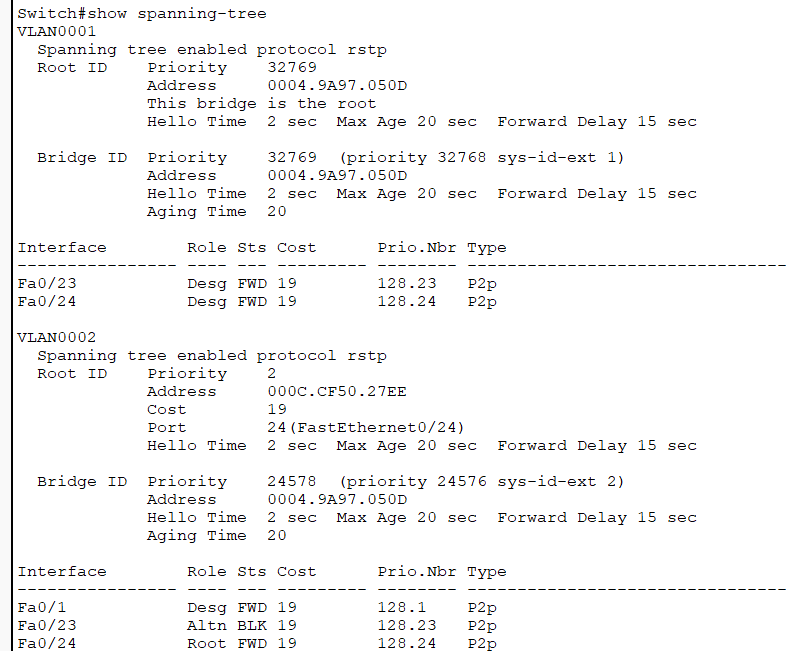 Switch#show spanning-tree
VLAN0001
  Spanning tree enabled protocol rstp
  Root ID    Priority    32769
             Address     0004.9A97.050D
             This bridge is the root
             Hello Time  2 sec  Max Age 20 sec  Forward Delay 15 sec

  Bridge ID  Priority    32769  (priority 32768 sys-id-ext 1)
             Address     0004.9A97.050D
             Hello Time  2 sec  Max Age 20 sec  Forward Delay 15 sec
             Aging Time  20

Interface        Role Sts Cost      Prio.Nbr Type
---------------- ---- --- --------- -------- --------------------------------
Fa0/23           Desg FWD 19        128.23   P2p
Fa0/24           Desg FWD 19        128.24   P2p

VLAN0002
  Spanning tree enabled protocol rstp
  Root ID    Priority    2
             Address     000C.CF50.27EE
             Cost        19
             Port        24(FastEthernet0/24)
             Hello Time  2 sec  Max Age 20 sec  Forward Delay 15 sec

  Bridge ID  Priority    24578  (priority 24576 sys-id-ext 2)
             Address     0004.9A97.050D
             Hello Time  2 sec  Max Age 20 sec  Forward Delay 15 sec
             Aging Time  20

Interface        Role Sts Cost      Prio.Nbr Type
---------------- ---- --- --------- -------- --------------------------------
Fa0/1            Desg FWD 19        128.1    P2p
Fa0/23           Altn BLK 19        128.23   P2p
Fa0/24           Root FWD 19        128.24   P2p